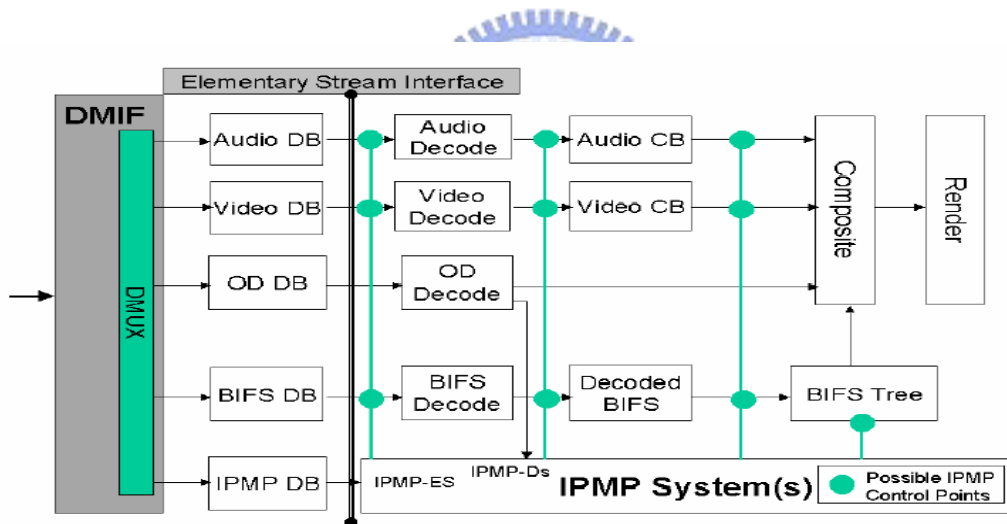 Elementary Stream Interface
DMIF
DMUX
Audio DB
Audio
Decode
Audio CB
Video DB
Video
Decode
Video CB
OD DB
OD
Decode
BIFS DB
BIFS
Decode
Decoded
BIFS
BIFS Tree
Composite
Render
IPMP DB
IPMP-ES
IPMP-Ds
IPMP System(s)
Possible IPMP
Control Points